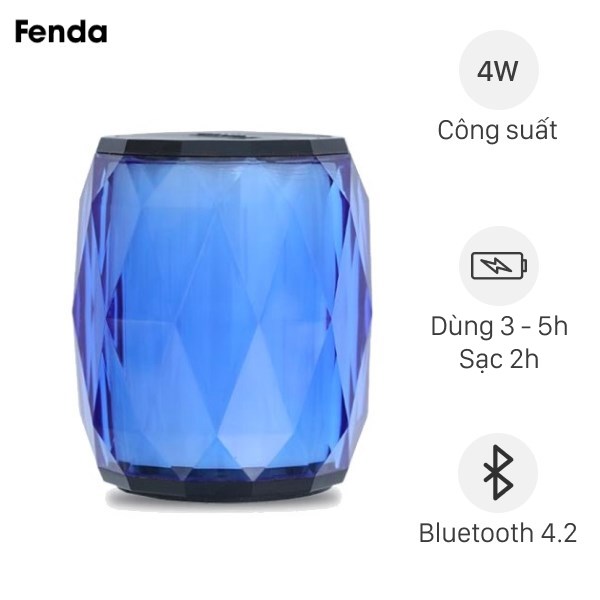 Fenda
4W
Công suất
Dùng 3 - 5h
Sạc 2h
Bluetooth 4.2